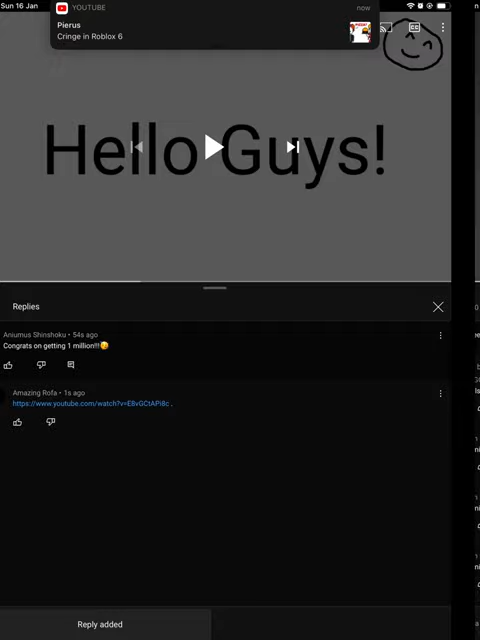 Sun 16 Jan
YOUTUBE
now
Pierus
Cringe in Roblox 6
CC
Hello Guys!
Replies
Aniumus Shinshoku • 54s ago
Congrats on getting 1 million!!!😉
Amazing Rofa • 1s ago
https://www.youtube.com/watch?v=E8vGCtAPi8c .
Reply added